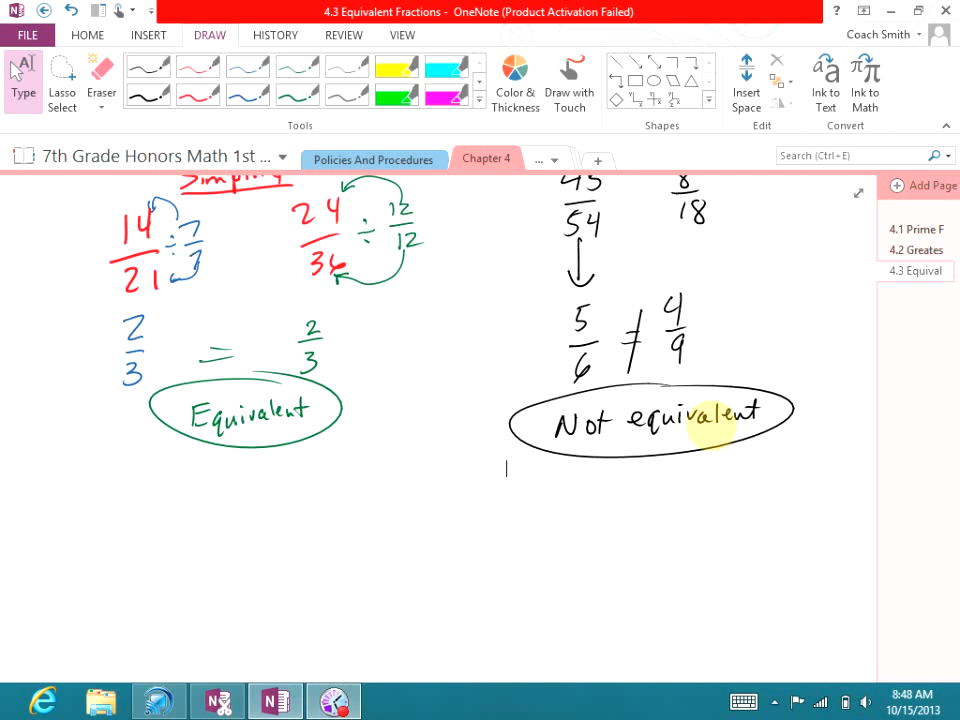 4.3 Equivalent Fractions - OneNote (Product Activation Failed)
FILE HOME INSERT DRAW HISTORY REVIEW VIEW
Coach Smith
Type
Lasso Select
Eraser
Color & Thickness
Draw with Touch
Insert Space
Ink to Text
Ink to Math
Tools
Shapes
Edit
Convert
7th Grade Honors Math 1st ...
Policies And Procedures
Chapter 4
...
Search (Ctrl+E)
Add Page
4.1 Prime F
4.2 Greates
4.3 Equival
Simplify
14/21 ÷ 7/7
24/36 ÷ 12/12
2/3 = 2/3
Equivalent
45/54
8/18
5/6 ≠ 4/9
Not equivalent
8:48 AM
10/15/2013